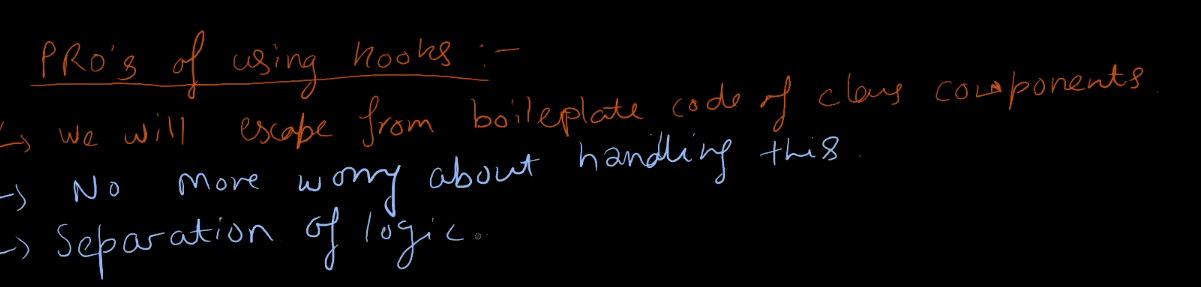 PRO's of using hooks :-
→ we will escape from boileplate code of class components.
→ No more worry about handling this.
→ Separation of logic.